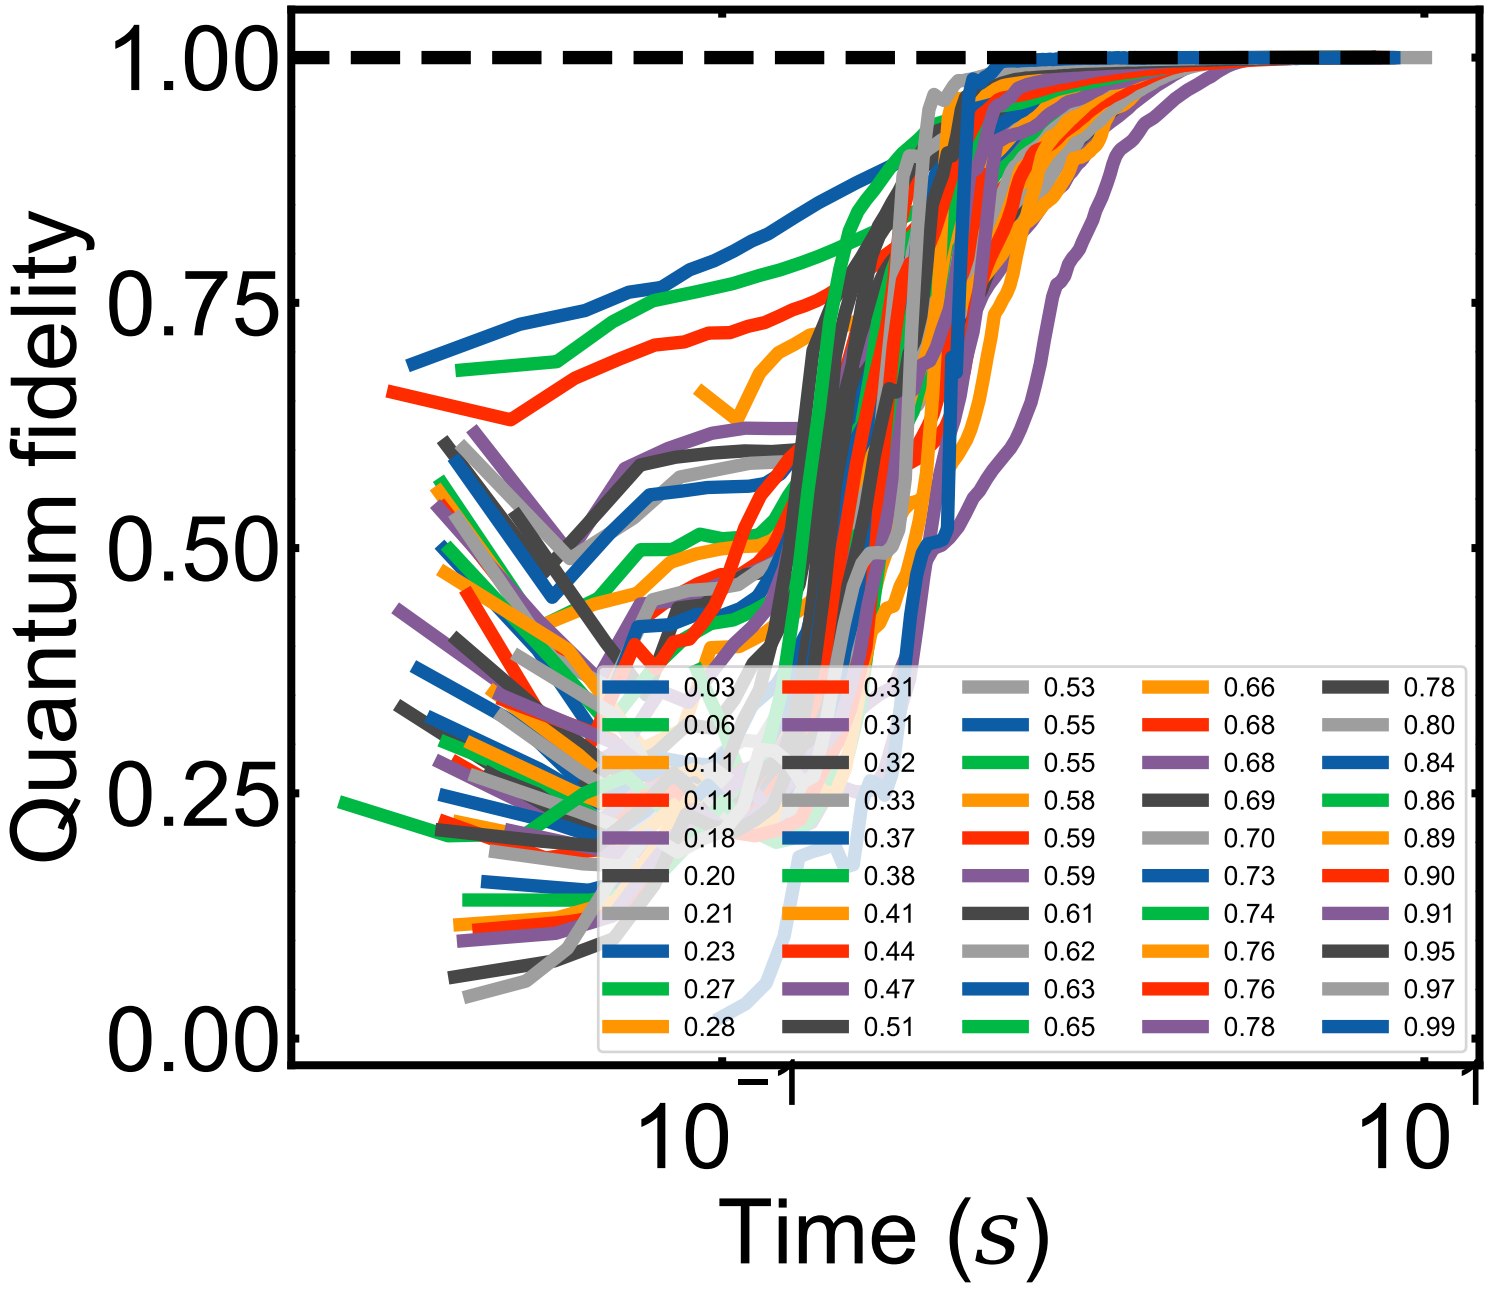 Quantum fidelity
1.00
0.75
0.50
0.25
0.00
0.03 0.31 0.53 0.66 0.78
0.06 0.31 0.55 0.68 0.80
0.11 0.32 0.55 0.68 0.84
0.11 0.33 0.58 0.69 0.86
0.18 0.37 0.59 0.70 0.89
0.20 0.38 0.59 0.73 0.90
0.21 0.41 0.61 0.74 0.91
0.23 0.44 0.62 0.76 0.95
0.27 0.47 0.63 0.76 0.97
0.28 0.51 0.65 0.78 0.99
10⁻¹ 10¹
Time (s)